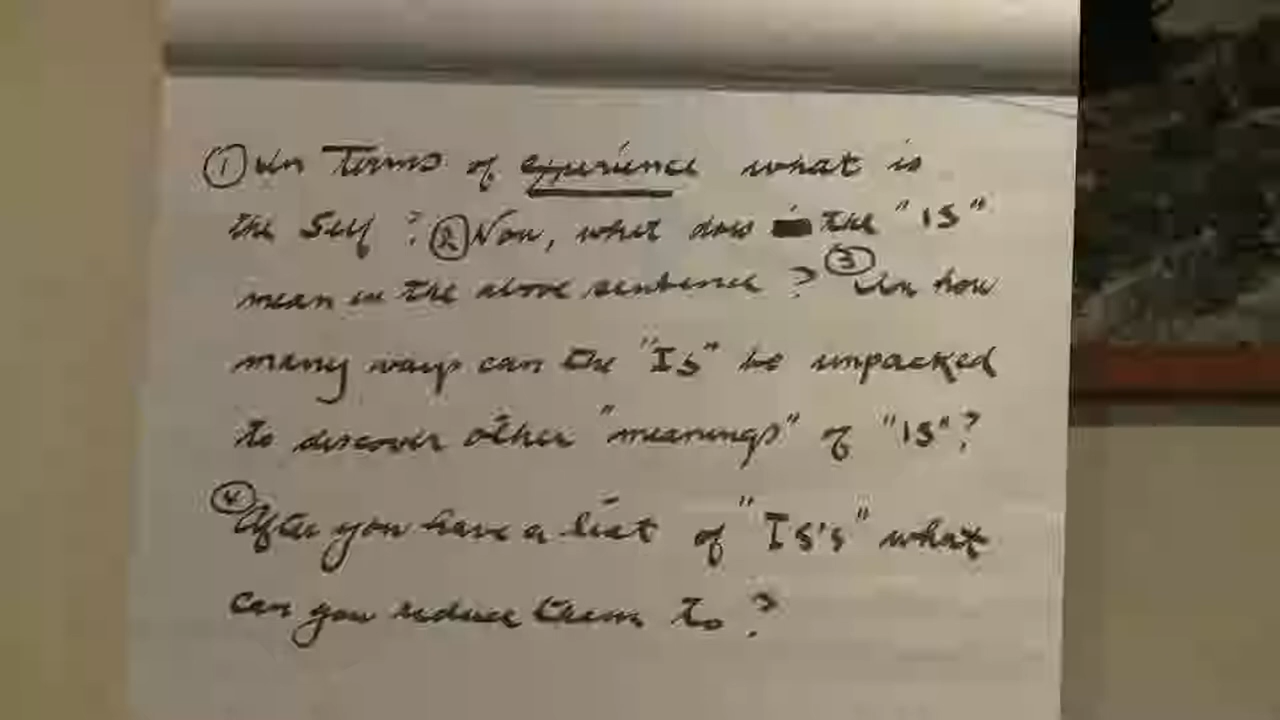 ① In Terms of experience what is
the Self? ② Now, what does the "IS"
mean in the above sentence? ③ In how
many ways can the "IS" be unpacked
to discover other "meanings" of "IS"?
④ After you have a list of "IS's" what
can you reduce them to?